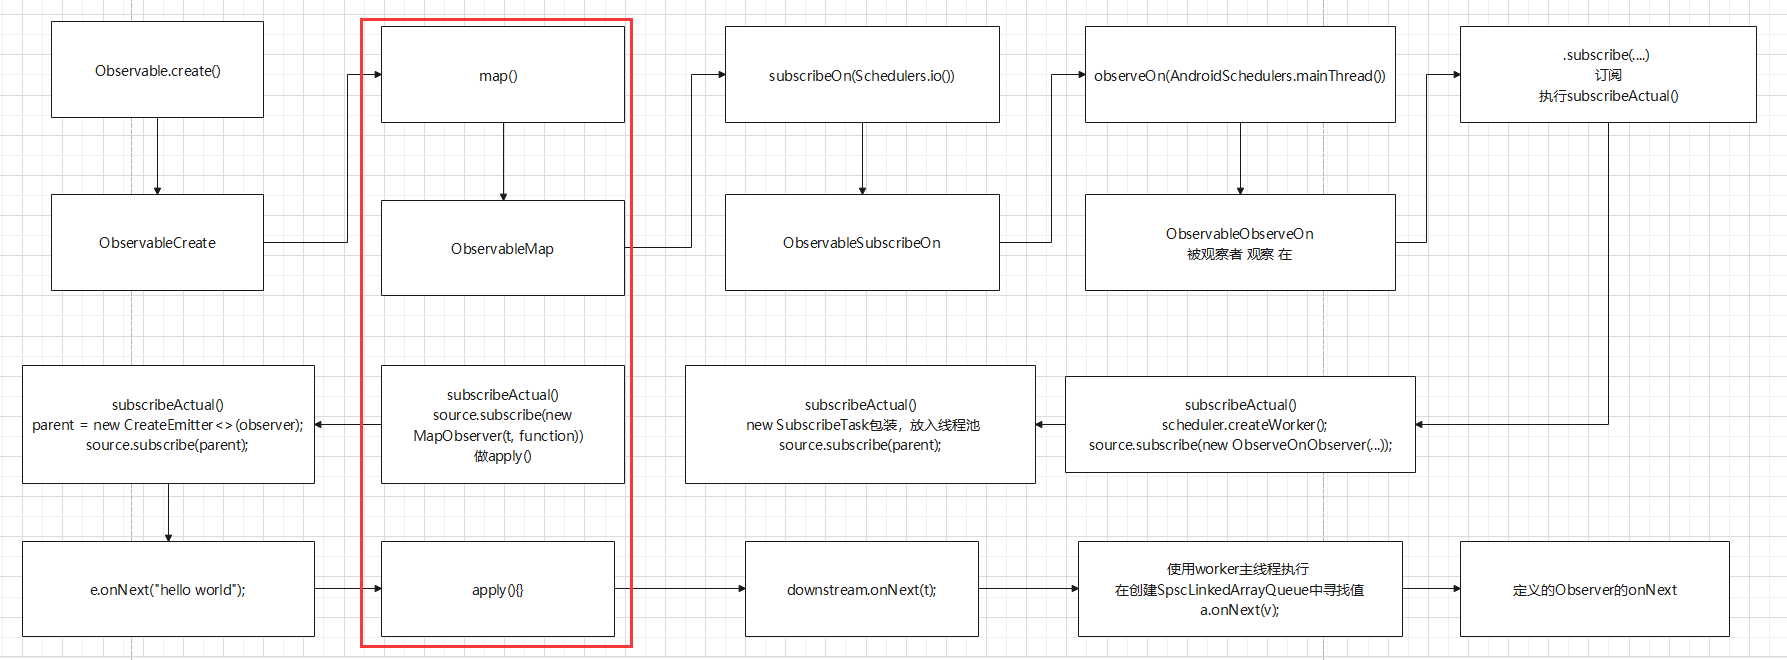 Observable.create()
map()
subscribeOn(Schedulers.io())
observeOn(AndroidSchedulers.mainThread())
.subscribe(....)
订阅
执行subscribeActual()
ObservableCreate
ObservableMap
ObservableSubscribeOn
ObservableObserveOn
被观察者 观察 在
subscribeActual()
parent = new CreateEmitter<>(observer);
source.subscribe(parent);
subscribeActual()
source.subscribe(new
MapObserver(t, function))
做apply()
subscribeActual()
new SubscribeTask包装，放入线程池
source.subscribe(parent);
subscribeActual()
scheduler.createWorker();
source.subscribe(new ObserveOnObserver(...));
e.onNext("hello world");
apply(){}
downstream.onNext(t);
使用worker主线程执行
在创建SpscLinkedArrayQueue中寻找值
a.onNext(v);
定义的Observer的onNext